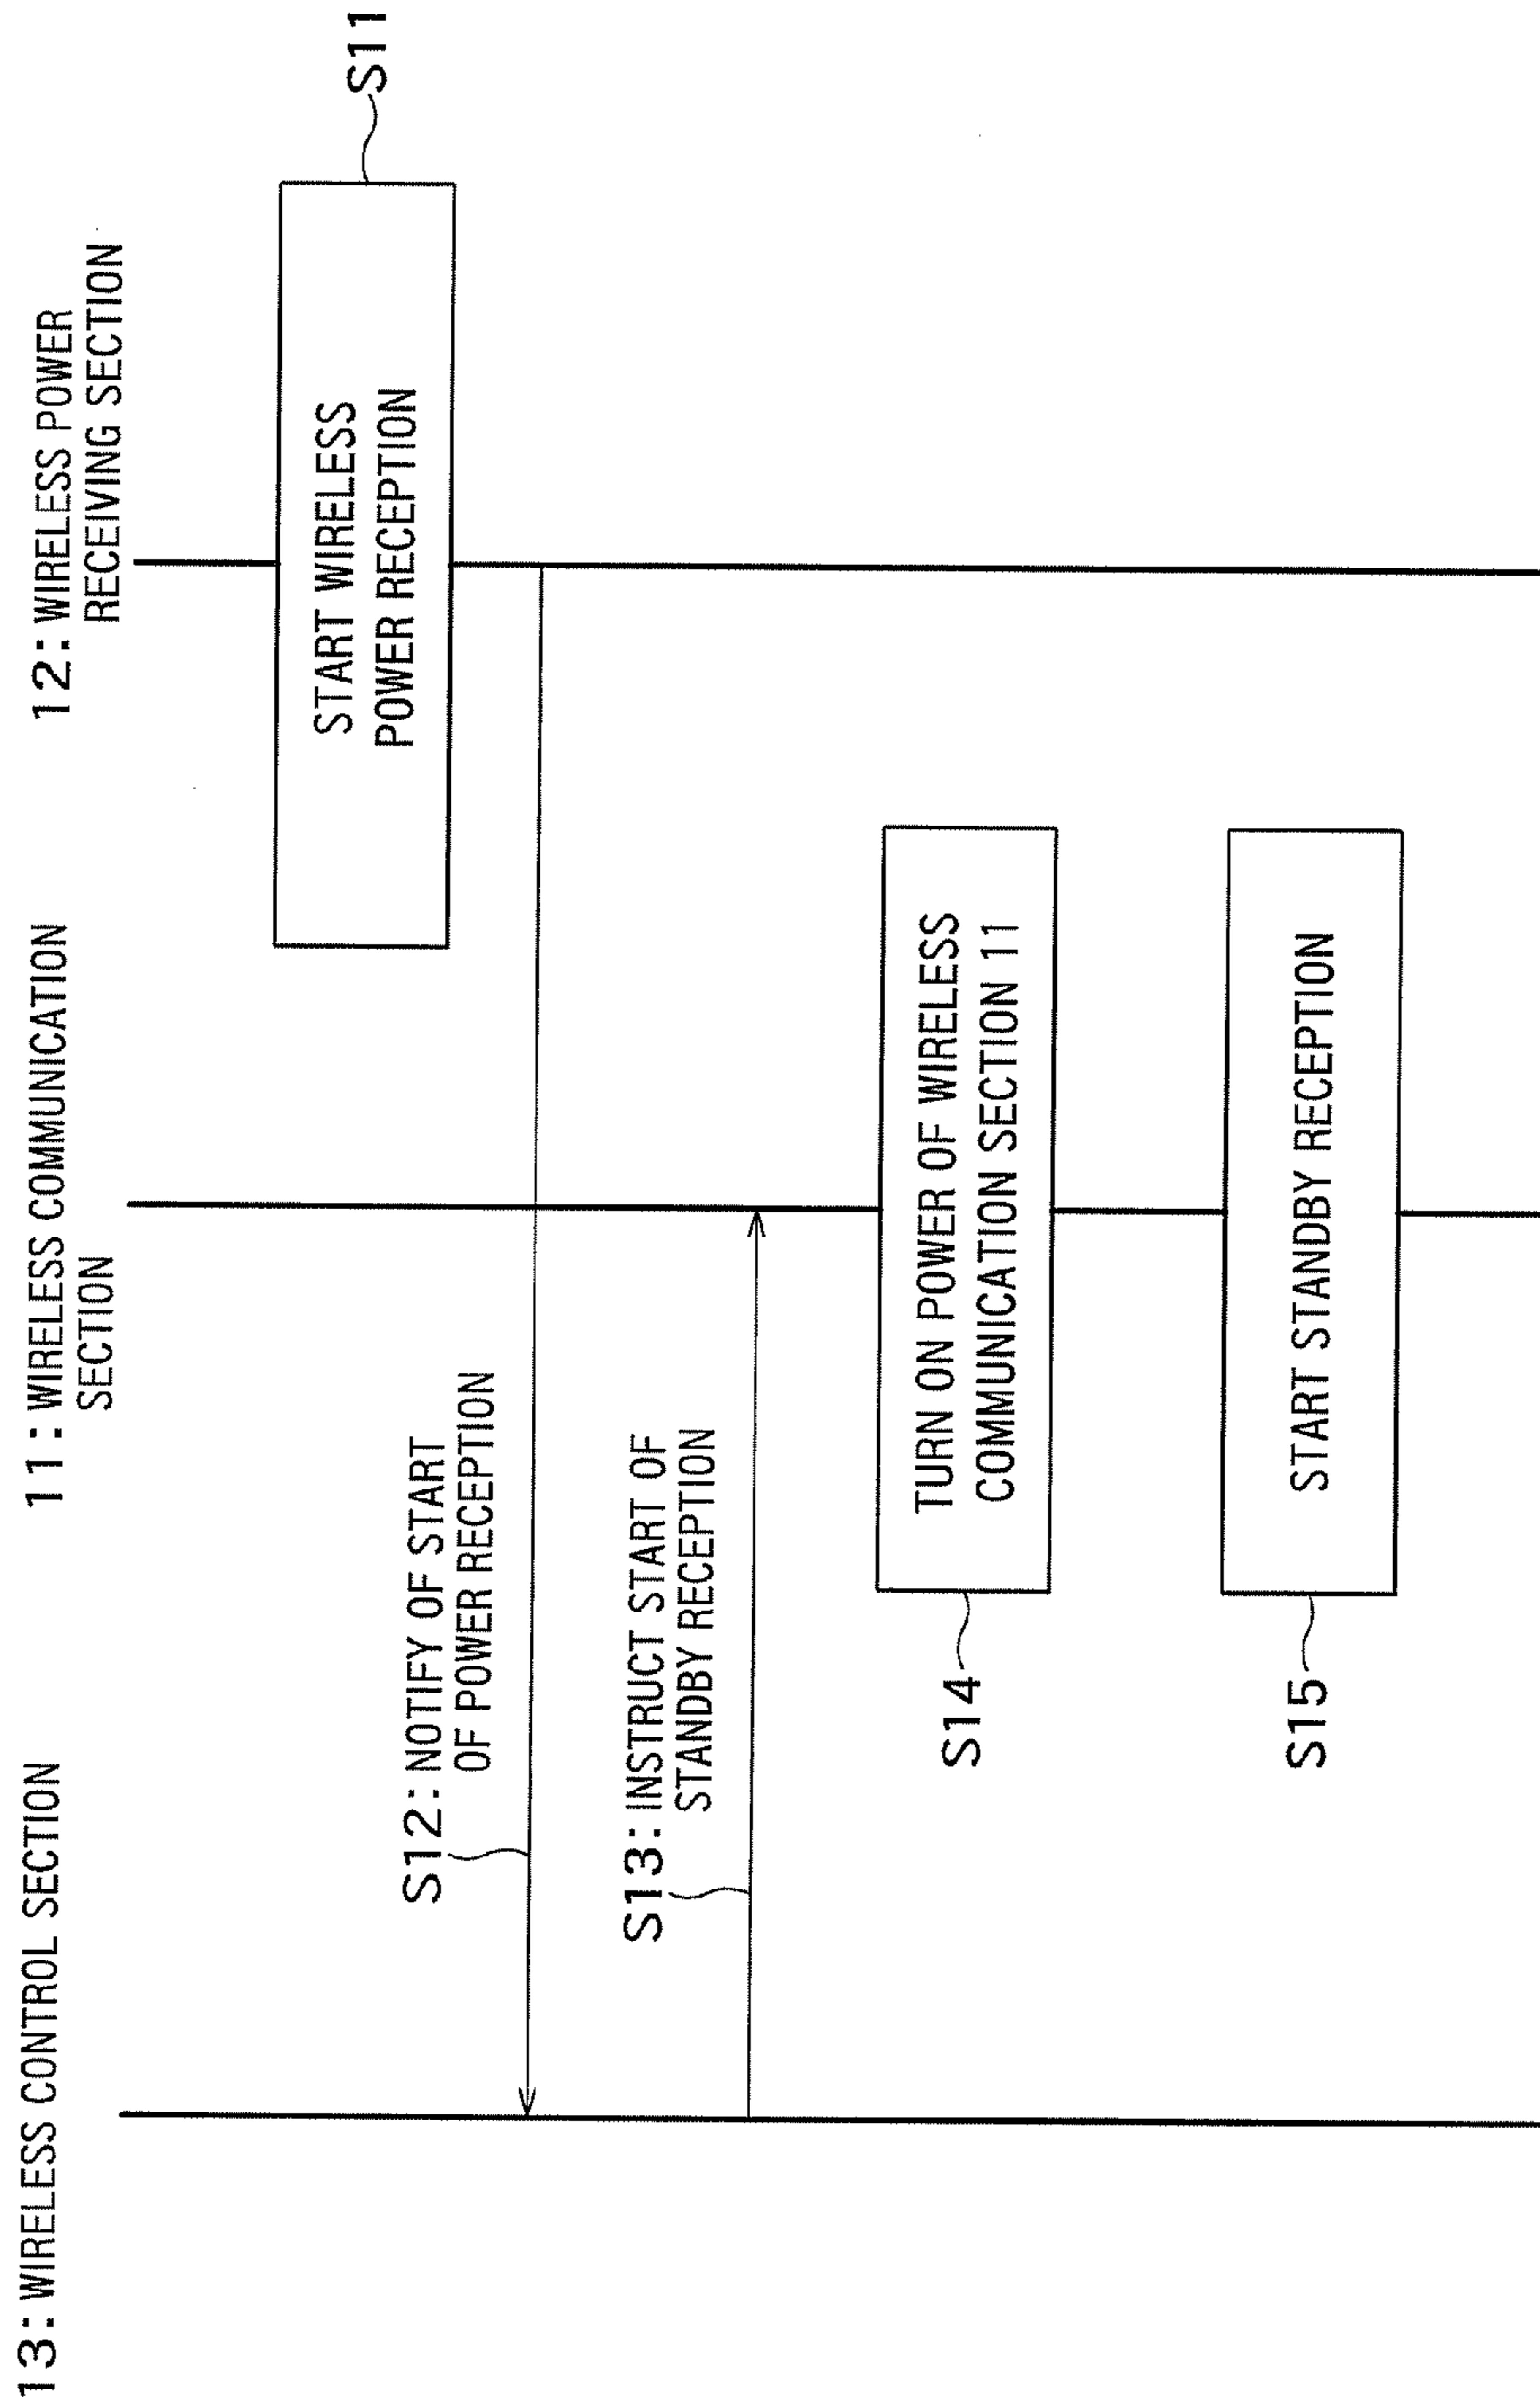 13: WIRELESS CONTROL SECTION
11: WIRELESS COMMUNICATION
SECTION
12: WIRELESS POWER
RECEIVING SECTION
START WIRELESS
POWER RECEPTION
S11
S12: NOTIFY OF START
OF POWER RECEPTION
S13: INSTRUCT START OF
STANDBY RECEPTION
S14
TURN ON POWER OF WIRELESS
COMMUNICATION SECTION 11
S15
START STANDBY RECEPTION